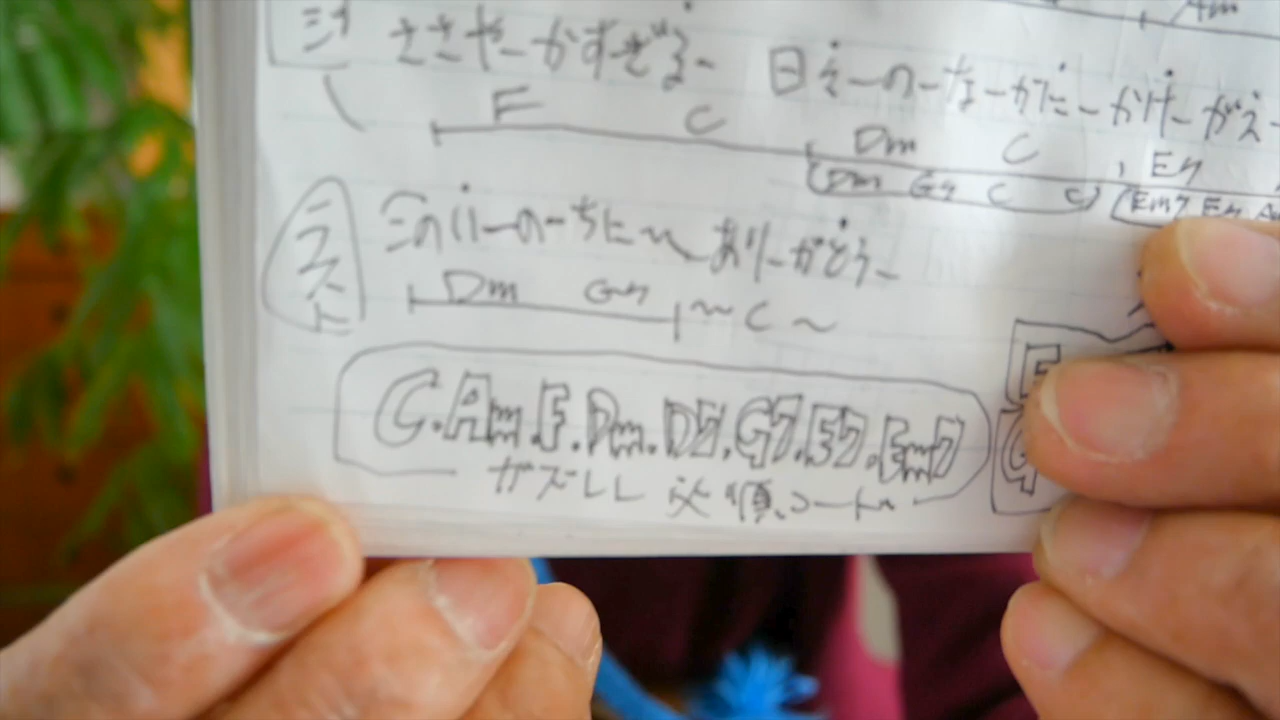 Am
ささやーかすぎるー 日々ーのーなーかにーかけーがえー
F C Dm C , E7
(Dm G7 C C) (Em7 E7 A
ラスト このいーのーちに〜 ありーがとうー
Dm G7 〜 C 〜
C.Am.F.Dm.D7.G7.E7.Em7
ガズレレ 必須コード